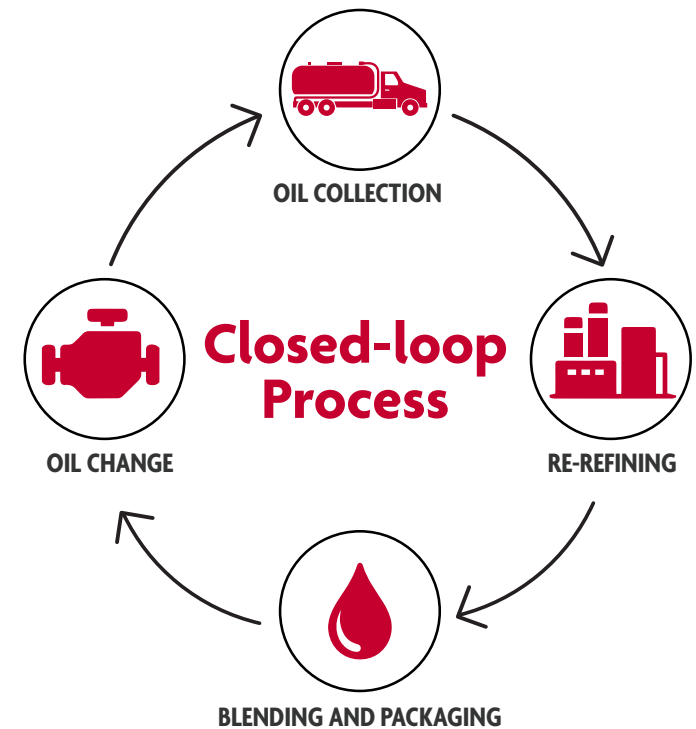 OIL COLLECTION
Closed-loop
Process
OIL CHANGE
RE-REFINING
BLENDING AND PACKAGING